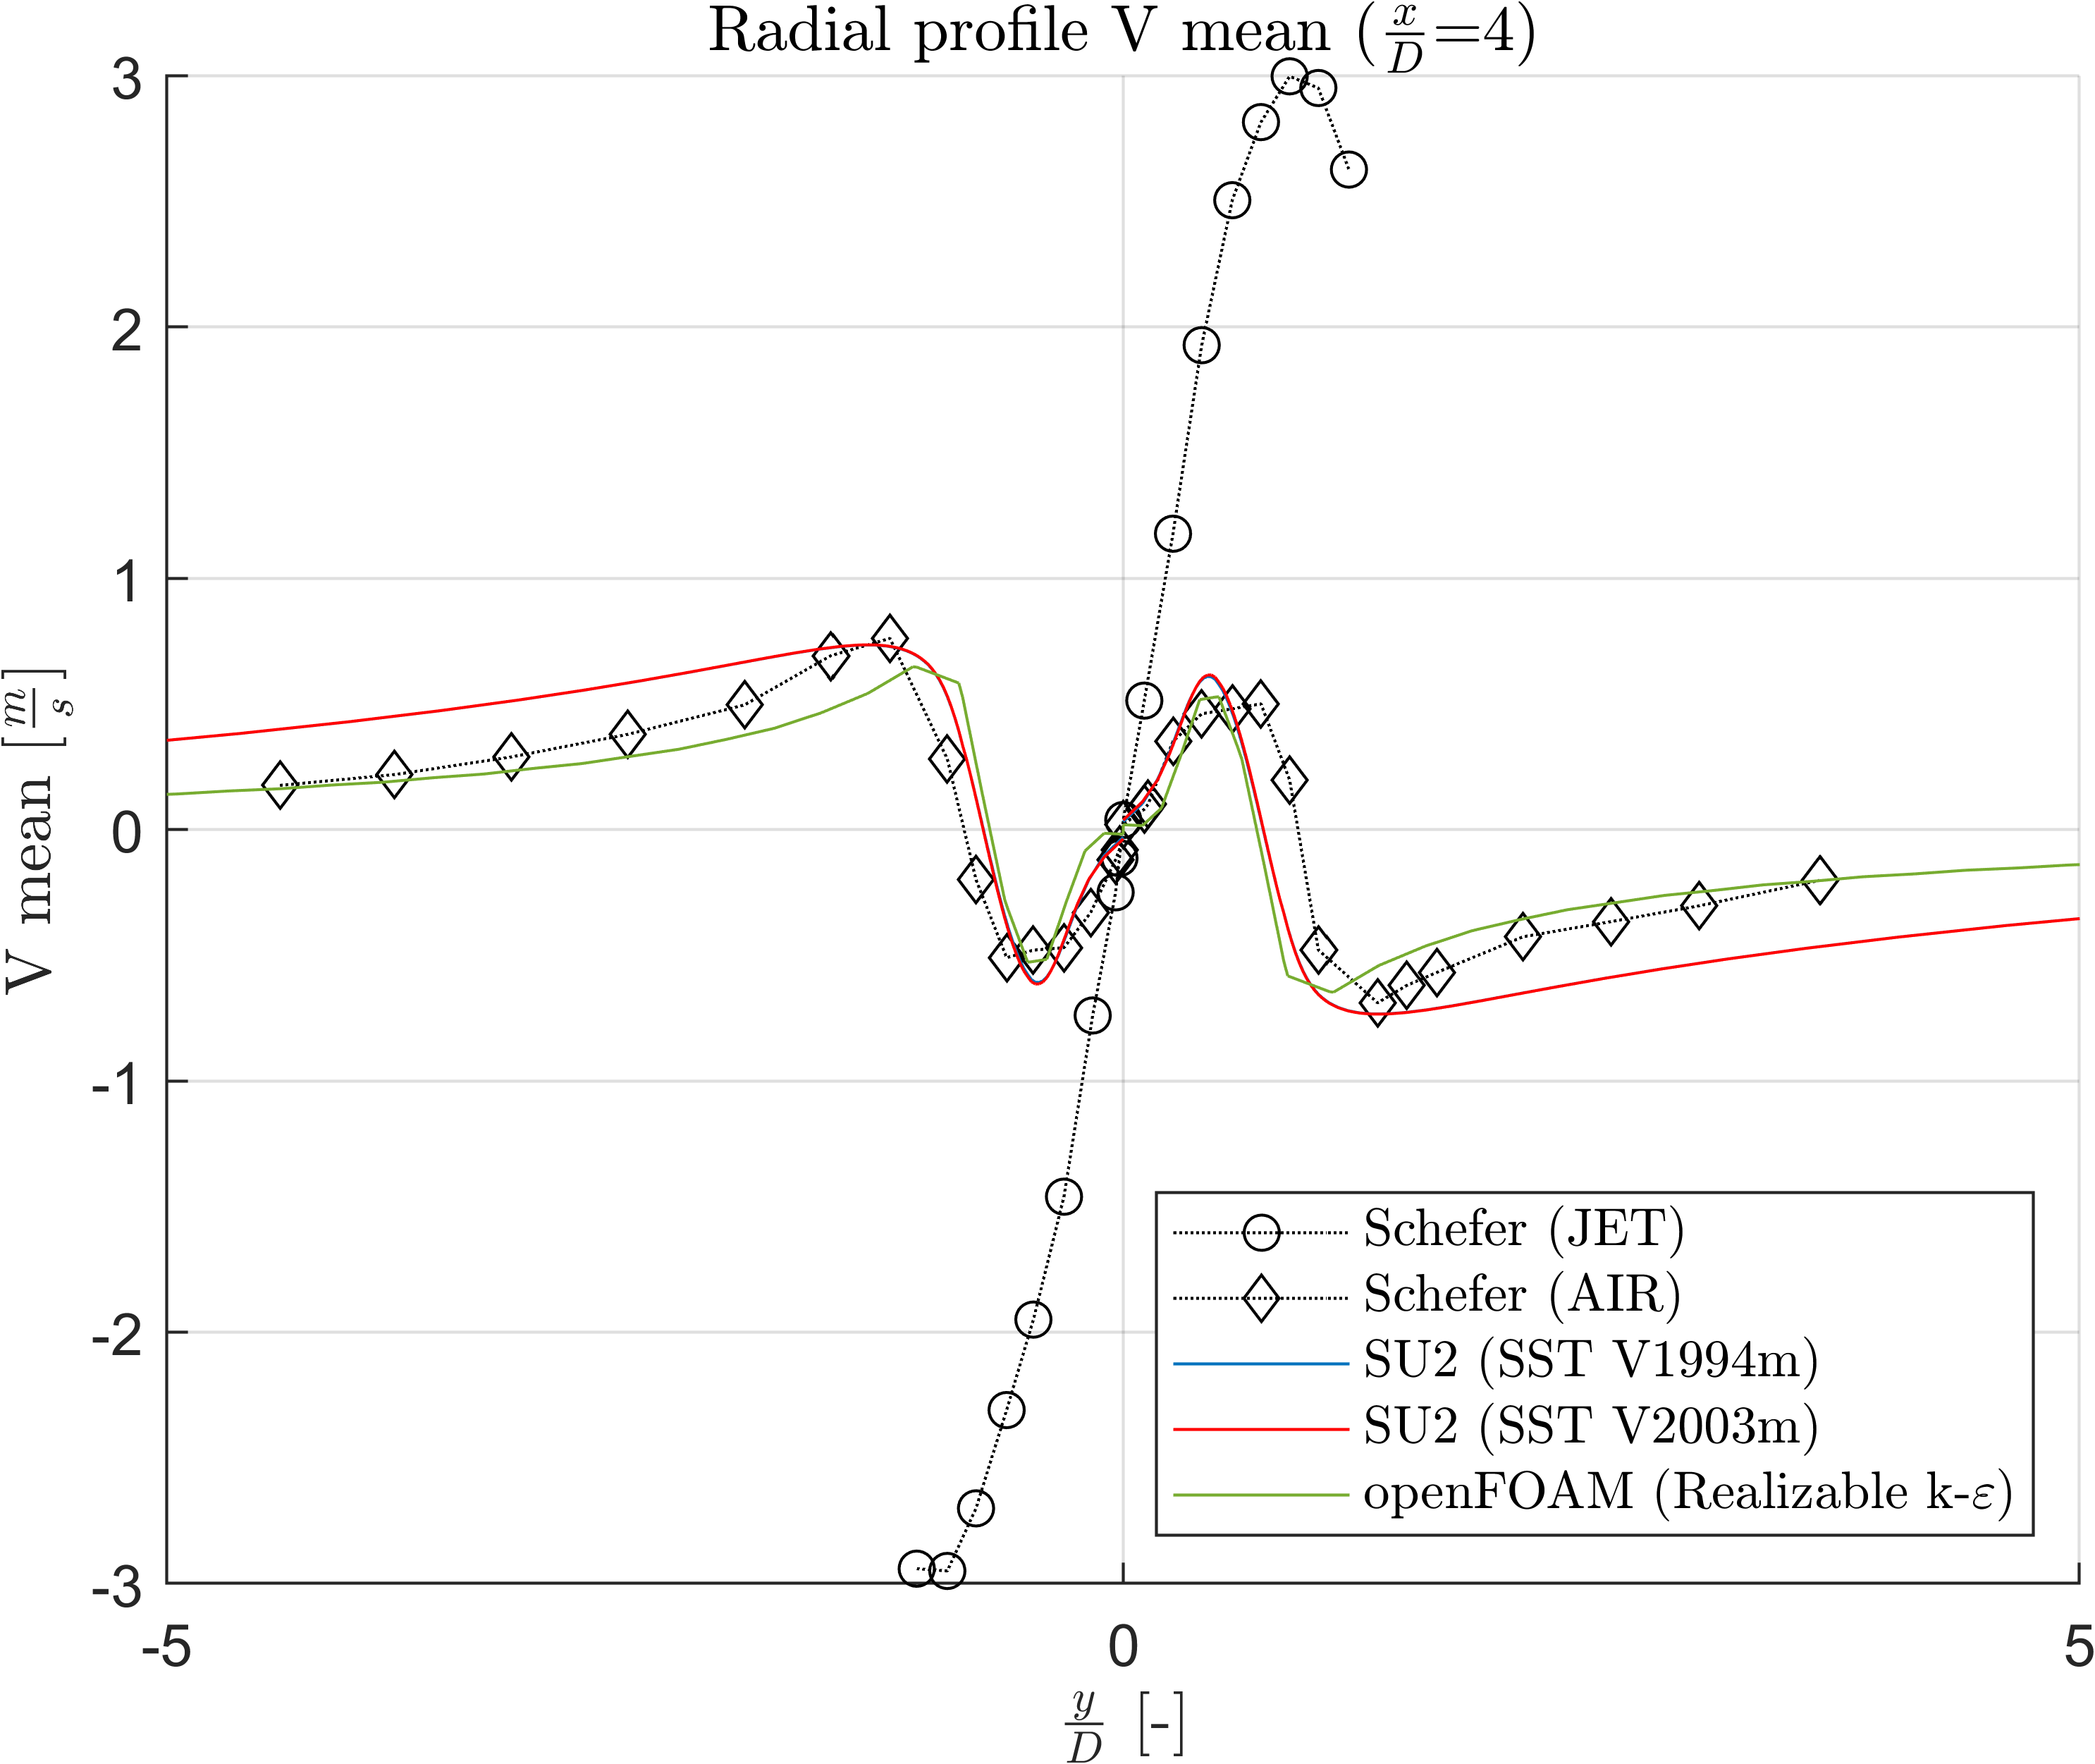 Radial profile V mean (x/D=4)
V mean [m/s]
3
2
1
0
-1
-2
-3
-5
0
5
y/D [-]
Schefer (JET)
Schefer (AIR)
SU2 (SST V1994m)
SU2 (SST V2003m)
openFOAM (Realizable k-ε)